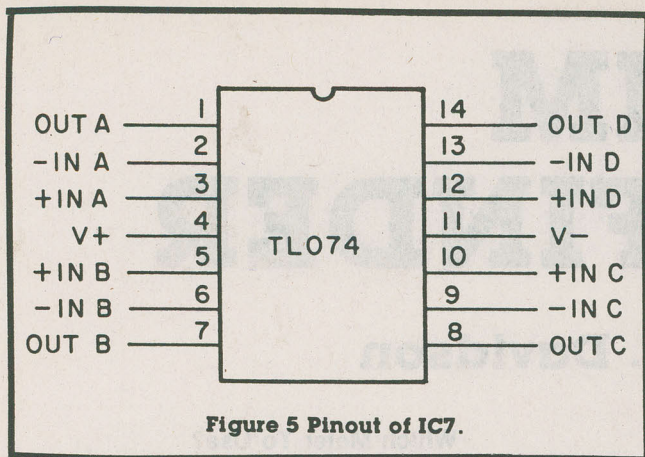 OUT A 1 14 OUT D
-IN A 2 13 -IN D
+IN A 3 12 +IN D
V+ 4 11 V-
TL074
+IN B 5 10 +IN C
-IN B 6 9 -IN C
OUT B 7 8 OUT C
Figure 5 Pinout of IC7.